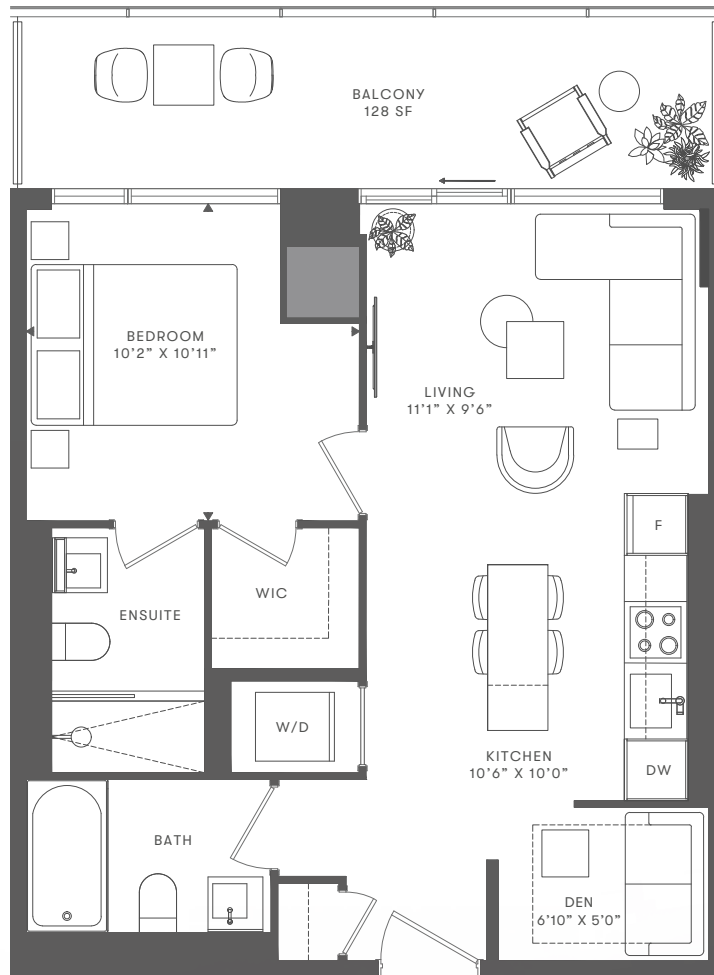 BALCONY
128 SF
BEDROOM
10’2” X 10’11”
LIVING
11’1” X 9’6”
F
WIC
ENSUITE
W/D
KITCHEN
10’6” X 10’0”
DW
BATH
DEN
6’10” X 5’0”